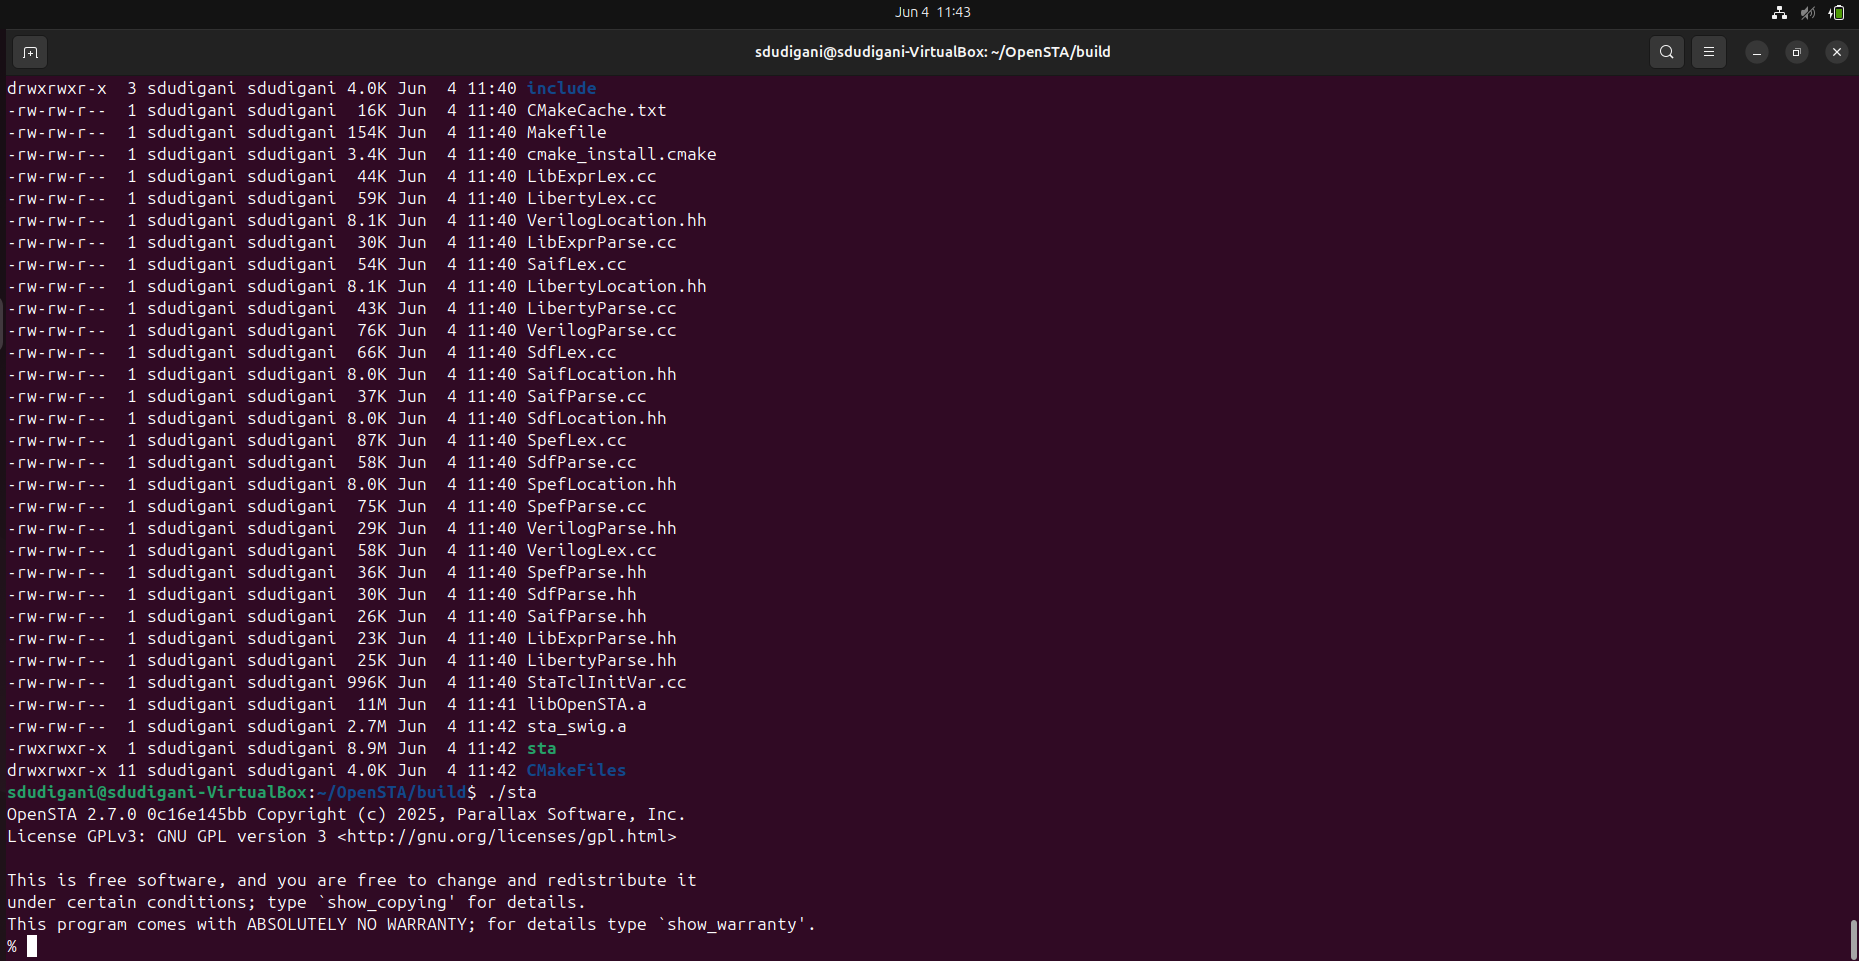 Jun 4 11:43
sdudigani@sdudigani-VirtualBox: ~/OpenSTA/build
drwxrwxr-x  3 sdudigani sdudigani 4.0K Jun  4 11:40 include
-rw-rw-r--  1 sdudigani sdudigani  16K Jun  4 11:40 CMakeCache.txt
-rw-rw-r--  1 sdudigani sdudigani 154K Jun  4 11:40 Makefile
-rw-rw-r--  1 sdudigani sdudigani 3.4K Jun  4 11:40 cmake_install.cmake
-rw-rw-r--  1 sdudigani sdudigani  44K Jun  4 11:40 LibExprLex.cc
-rw-rw-r--  1 sdudigani sdudigani  59K Jun  4 11:40 LibertyLex.cc
-rw-rw-r--  1 sdudigani sdudigani 8.1K Jun  4 11:40 VerilogLocation.hh
-rw-rw-r--  1 sdudigani sdudigani  30K Jun  4 11:40 LibExprParse.cc
-rw-rw-r--  1 sdudigani sdudigani  54K Jun  4 11:40 SaifLex.cc
-rw-rw-r--  1 sdudigani sdudigani 8.1K Jun  4 11:40 LibertyLocation.hh
-rw-rw-r--  1 sdudigani sdudigani  43K Jun  4 11:40 LibertyParse.cc
-rw-rw-r--  1 sdudigani sdudigani  76K Jun  4 11:40 VerilogParse.cc
-rw-rw-r--  1 sdudigani sdudigani  66K Jun  4 11:40 SdfLex.cc
-rw-rw-r--  1 sdudigani sdudigani 8.0K Jun  4 11:40 SaifLocation.hh
-rw-rw-r--  1 sdudigani sdudigani  37K Jun  4 11:40 SaifParse.cc
-rw-rw-r--  1 sdudigani sdudigani 8.0K Jun  4 11:40 SdfLocation.hh
-rw-rw-r--  1 sdudigani sdudigani  87K Jun  4 11:40 SpefLex.cc
-rw-rw-r--  1 sdudigani sdudigani  58K Jun  4 11:40 SdfParse.cc
-rw-rw-r--  1 sdudigani sdudigani 8.0K Jun  4 11:40 SpefLocation.hh
-rw-rw-r--  1 sdudigani sdudigani  75K Jun  4 11:40 SpefParse.cc
-rw-rw-r--  1 sdudigani sdudigani  29K Jun  4 11:40 VerilogParse.hh
-rw-rw-r--  1 sdudigani sdudigani  58K Jun  4 11:40 VerilogLex.cc
-rw-rw-r--  1 sdudigani sdudigani  36K Jun  4 11:40 SpefParse.hh
-rw-rw-r--  1 sdudigani sdudigani  30K Jun  4 11:40 SdfParse.hh
-rw-rw-r--  1 sdudigani sdudigani  26K Jun  4 11:40 SaifParse.hh
-rw-rw-r--  1 sdudigani sdudigani  23K Jun  4 11:40 LibExprParse.hh
-rw-rw-r--  1 sdudigani sdudigani  25K Jun  4 11:40 LibertyParse.hh
-rw-rw-r--  1 sdudigani sdudigani 996K Jun  4 11:40 StaTclInitVar.cc
-rw-rw-r--  1 sdudigani sdudigani  11M Jun  4 11:41 libOpenSTA.a
-rw-rw-r--  1 sdudigani sdudigani 2.7M Jun  4 11:42 sta_swig.a
-rwxrwxr-x  1 sdudigani sdudigani 8.9M Jun  4 11:42 sta
drwxrwxr-x 11 sdudigani sdudigani 4.0K Jun  4 11:42 CMakeFiles
sdudigani@sdudigani-VirtualBox:~/OpenSTA/build$ ./sta
OpenSTA 2.7.0 0c16e145bb Copyright (c) 2025, Parallax Software, Inc.
License GPLv3: GNU GPL version 3 <http://gnu.org/licenses/gpl.html>
This is free software, and you are free to change and redistribute it
under certain conditions; type `show_copying' for details.
This program comes with ABSOLUTELY NO WARRANTY; for details type `show_warranty'.
%